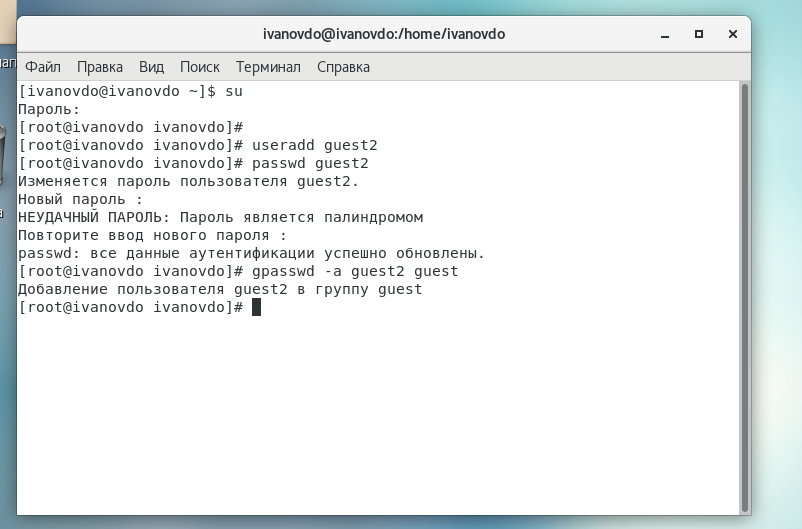 ivanovdo@ivanovdo:/home/ivanovdo
Файл Правка Вид Поиск Терминал Справка
[ivanovdo@ivanovdo ~]$ su
Пароль:
[root@ivanovdo ivanovdo]#
[root@ivanovdo ivanovdo]# useradd guest2
[root@ivanovdo ivanovdo]# passwd guest2
Изменяется пароль пользователя guest2.
Новый пароль :
НЕУДАЧНЫЙ ПАРОЛЬ: Пароль является палиндромом
Повторите ввод нового пароля :
passwd: все данные аутентификации успешно обновлены.
[root@ivanovdo ivanovdo]# gpasswd -a guest2 guest
Добавление пользователя guest2 в группу guest
[root@ivanovdo ivanovdo]#